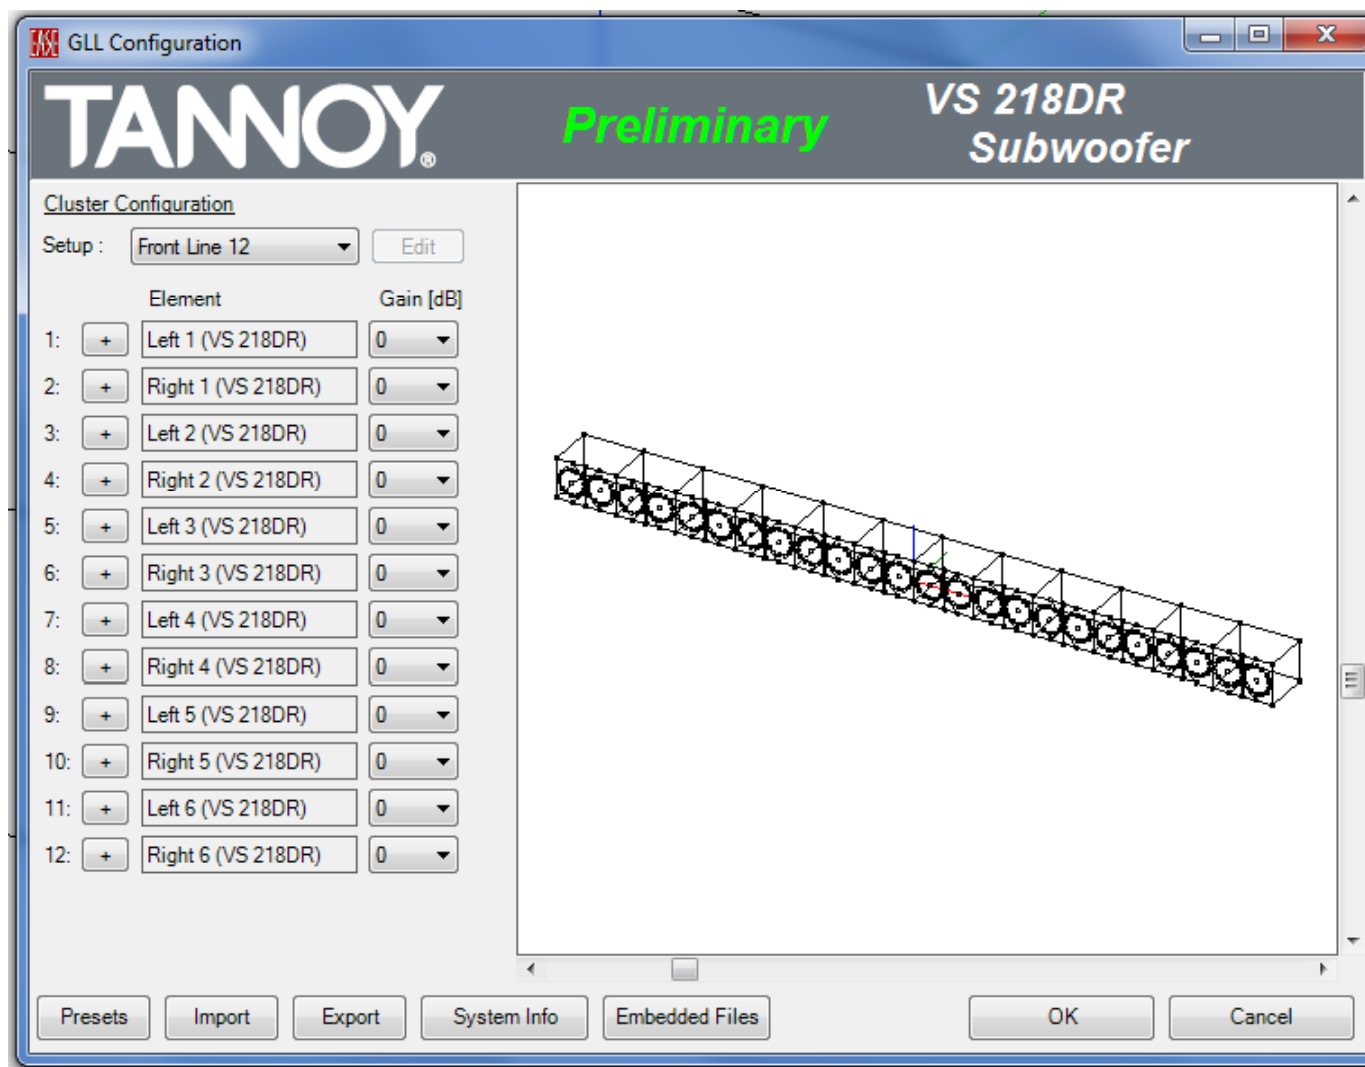 GLL Configuration
TANNOY®
Preliminary
VS 218DR
Subwoofer
Cluster Configuration
Setup : Front Line 12 Edit
Element Gain [dB]
1: + Left 1 (VS 218DR) 0
2: + Right 1 (VS 218DR) 0
3: + Left 2 (VS 218DR) 0
4: + Right 2 (VS 218DR) 0
5: + Left 3 (VS 218DR) 0
6: + Right 3 (VS 218DR) 0
7: + Left 4 (VS 218DR) 0
8: + Right 4 (VS 218DR) 0
9: + Left 5 (VS 218DR) 0
10: + Right 5 (VS 218DR) 0
11: + Left 6 (VS 218DR) 0
12: + Right 6 (VS 218DR) 0
Presets Import Export System Info Embedded Files OK Cancel